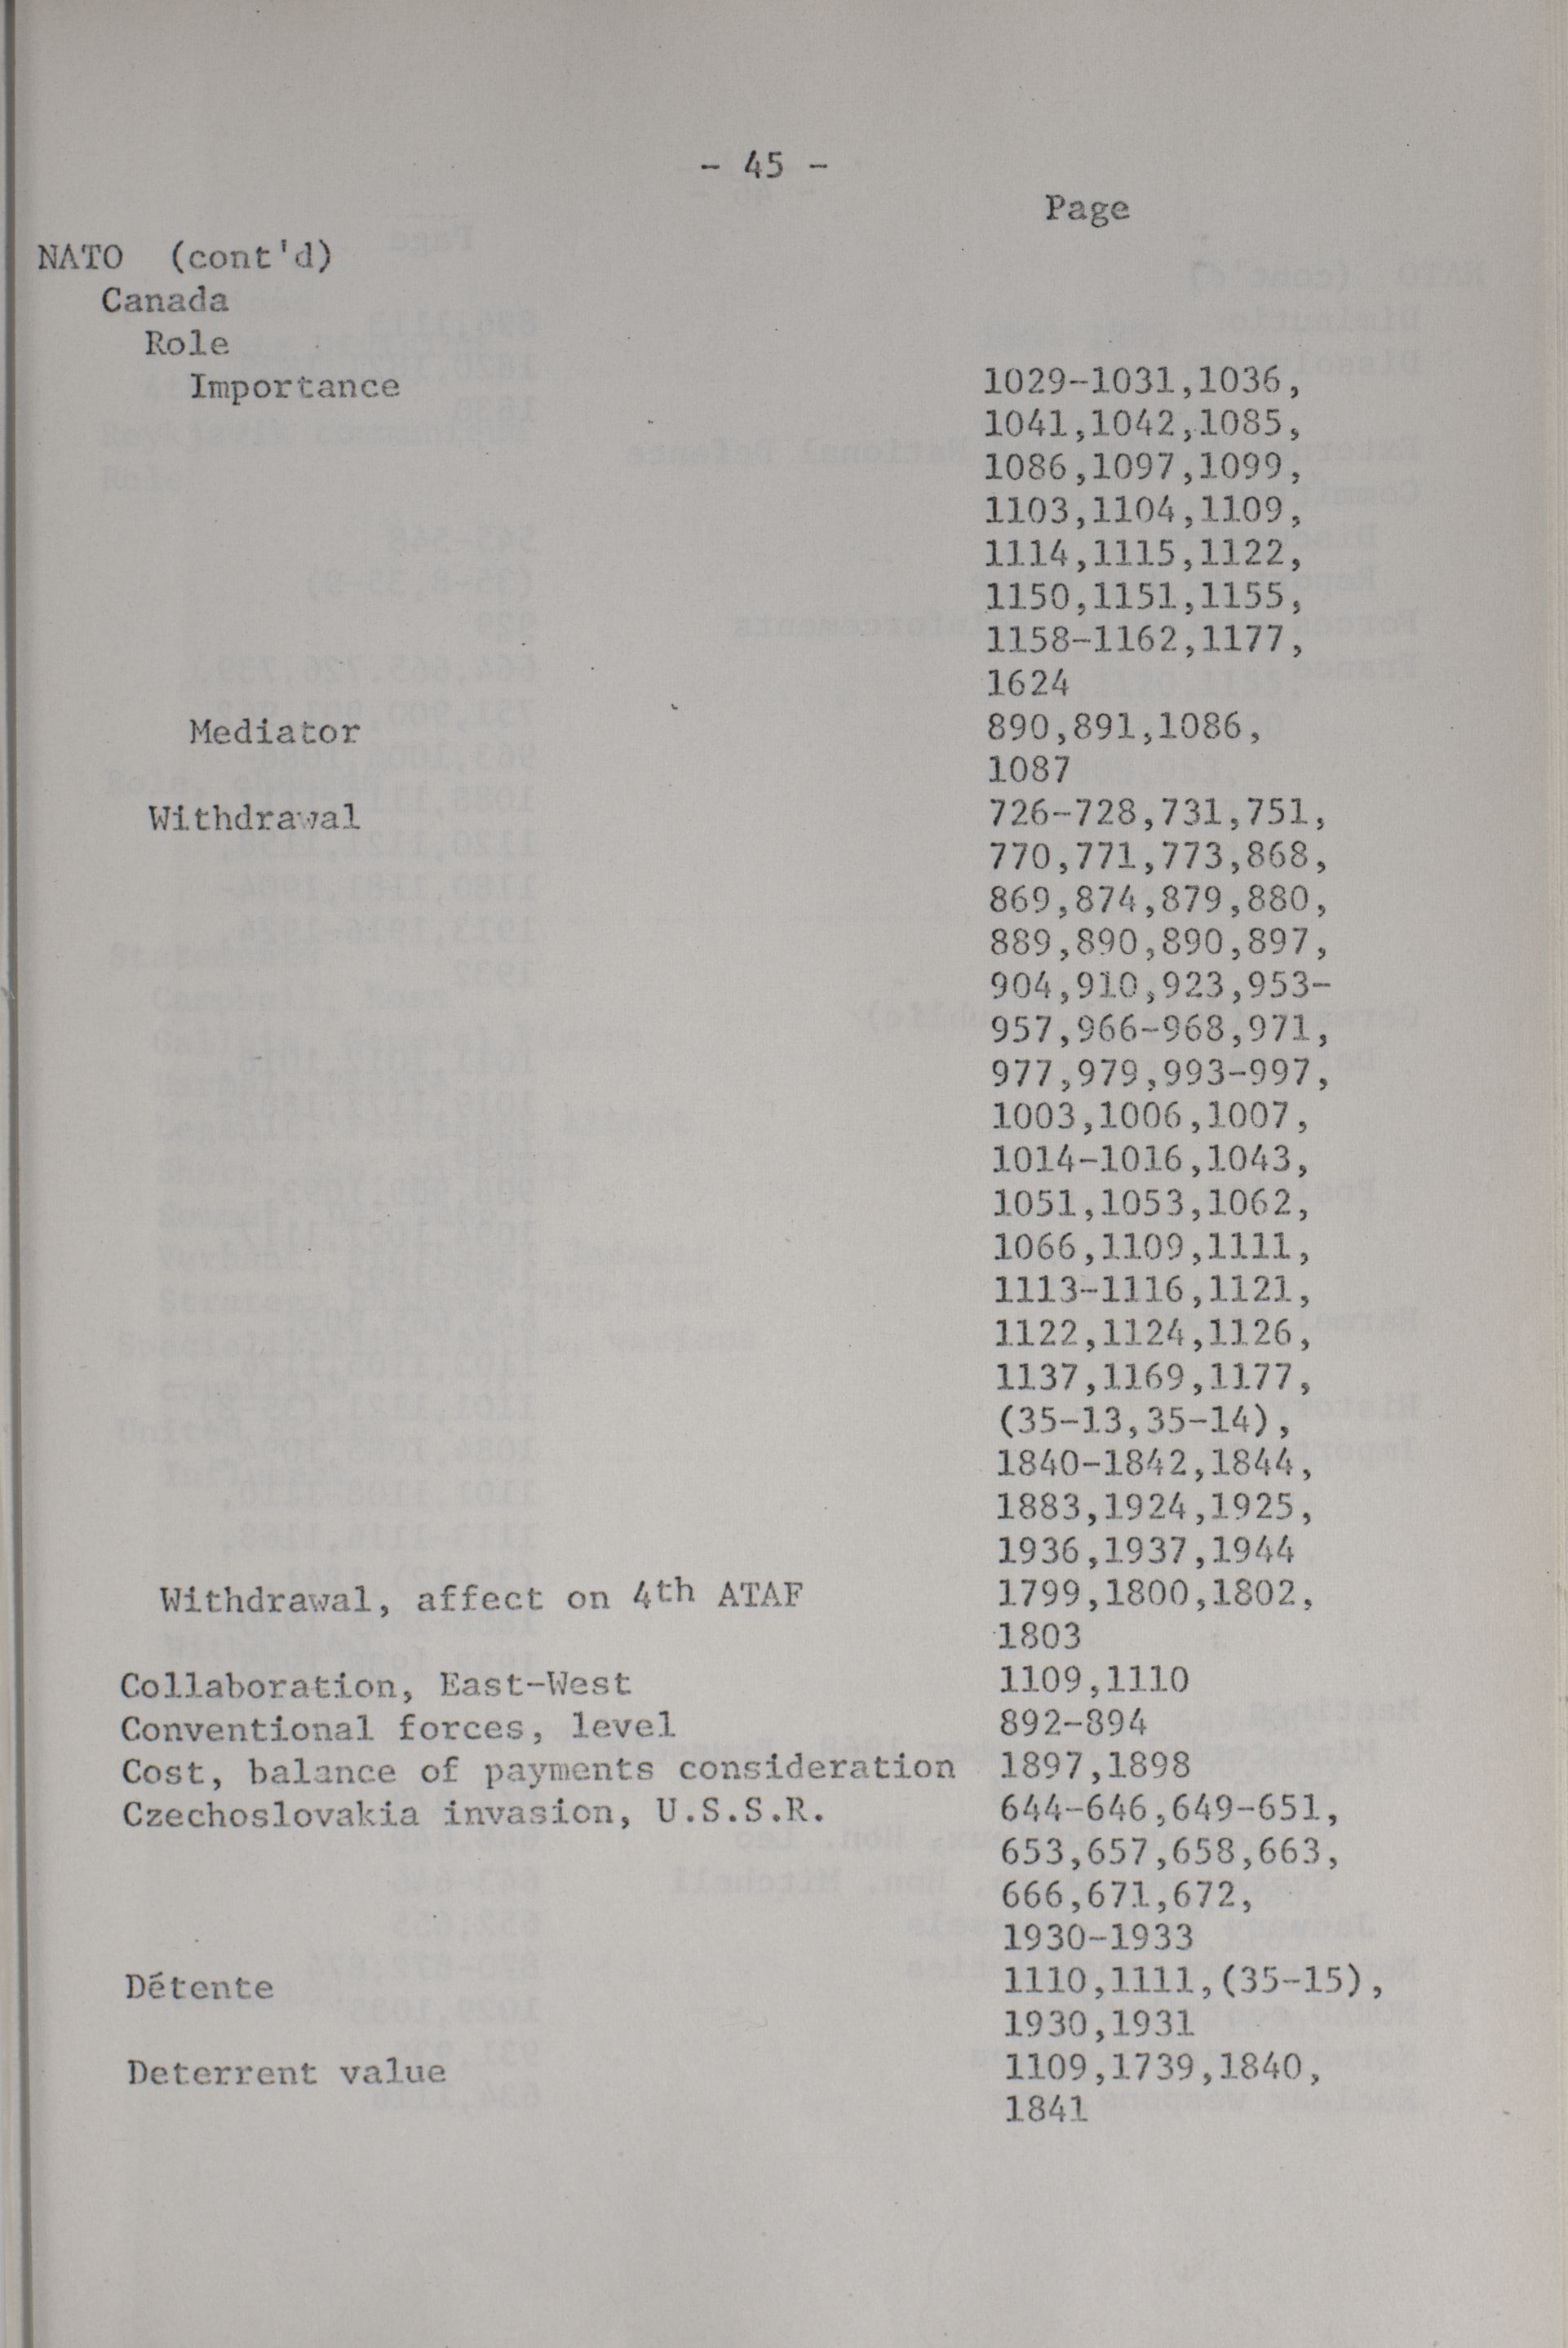 - 45 -
Page
NATO (cont'd)
Canada
Role
Importance 1029-1031,1036,
1041,1042,1085,
1086,1097,1099,
1103,1104,1109,
1114,1115,1122,
1150,1151,1155,
1158-1162,1177,
1624
Mediator 890,891,1086,
1087
Withdrawal 726-728,731,751,
770,771,773,868,
869,874,879,880,
889,890,890,897,
904,910,923,953-
957,966-968,971,
977,979,993-997,
1003,1006,1007,
1014-1016,1043,
1051,1053,1062,
1066,1109,1111,
1113-1116,1121,
1122,1124,1126,
1137,1169,1177,
(35-13,35-14),
1840-1842,1844,
1883,1924,1925,
1936,1937,1944
Withdrawal, affect on 4th ATAF 1799,1800,1802,
1803
Collaboration, East-West 1109,1110
Conventional forces, level 892-894
Cost, balance of payments consideration 1897,1898
Czechoslovakia invasion, U.S.S.R. 644-646,649-651,
653,657,658,663,
666,671,672,
1930-1933
Détente 1110,1111,(35-15),
1930,1931
Deterrent value 1109,1739,1840,
1841